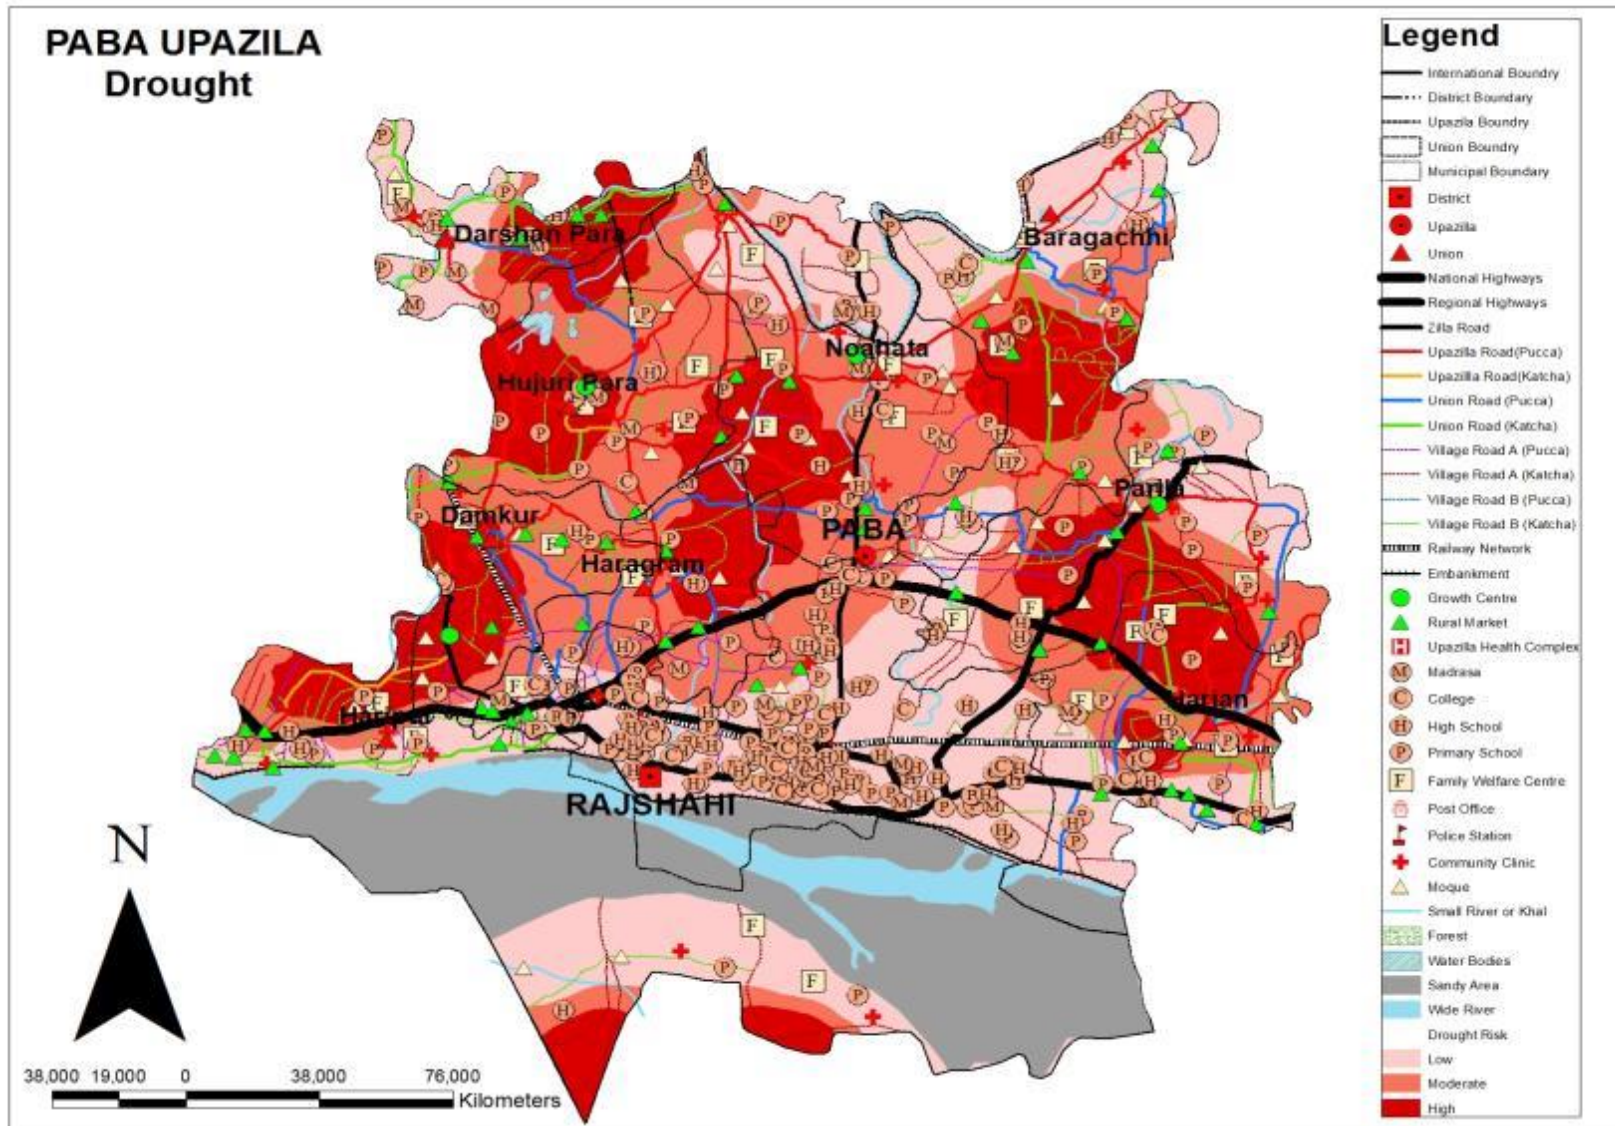 PABA UPAZILA
Drought
Legend
International Boundry
District Boundary
Upazila Boundry
Union Boundry
Municipal Boundary
District
Upazilla
Union
National Highways
Regional Highways
Zilla Road
Upazilla Road(Pucca)
Upazilla Road(Katcha)
Union Road (Pucca)
Union Road (Katcha)
Village Road A (Pucca)
Village Road A (Katcha)
Village Road B (Pucca)
Village Road B (Katcha)
Railway Network
Embankment
Growth Centre
Rural Market
Upazilla Health Complex
Madrasa
College
High School
Primary School
Family Welfare Centre
Post Office
Police Station
Community Clinic
Moque
Small River or Khal
Forest
Water Bodies
Sandy Area
Wide River
Drought Risk
Low
Moderate
High
Darshan Para
Baragachhi
Noahata
Hujuri Para
Parila
Damkur
PABA
Haragram
Harian
RAJSHAHI
N
38,000 19,000 0 38,000 76,000
Kilometers